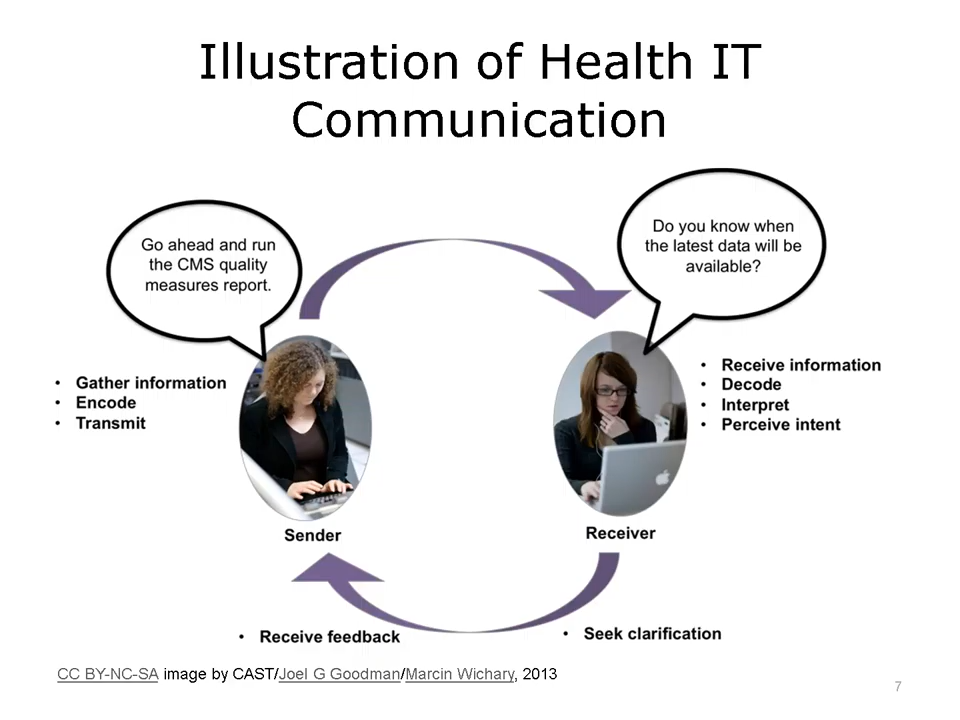 Illustration of Health IT
Communication
Go ahead and run
the CMS quality
measures report.
Do you know when
the latest data will be
available?
• Gather information
• Encode
• Transmit
• Receive information
• Decode
• Interpret
• Perceive intent
Sender
Receiver
• Receive feedback
• Seek clarification
CC BY-NC-SA image by CAST/Joel G Goodman/Marcin Wichary, 2013
7